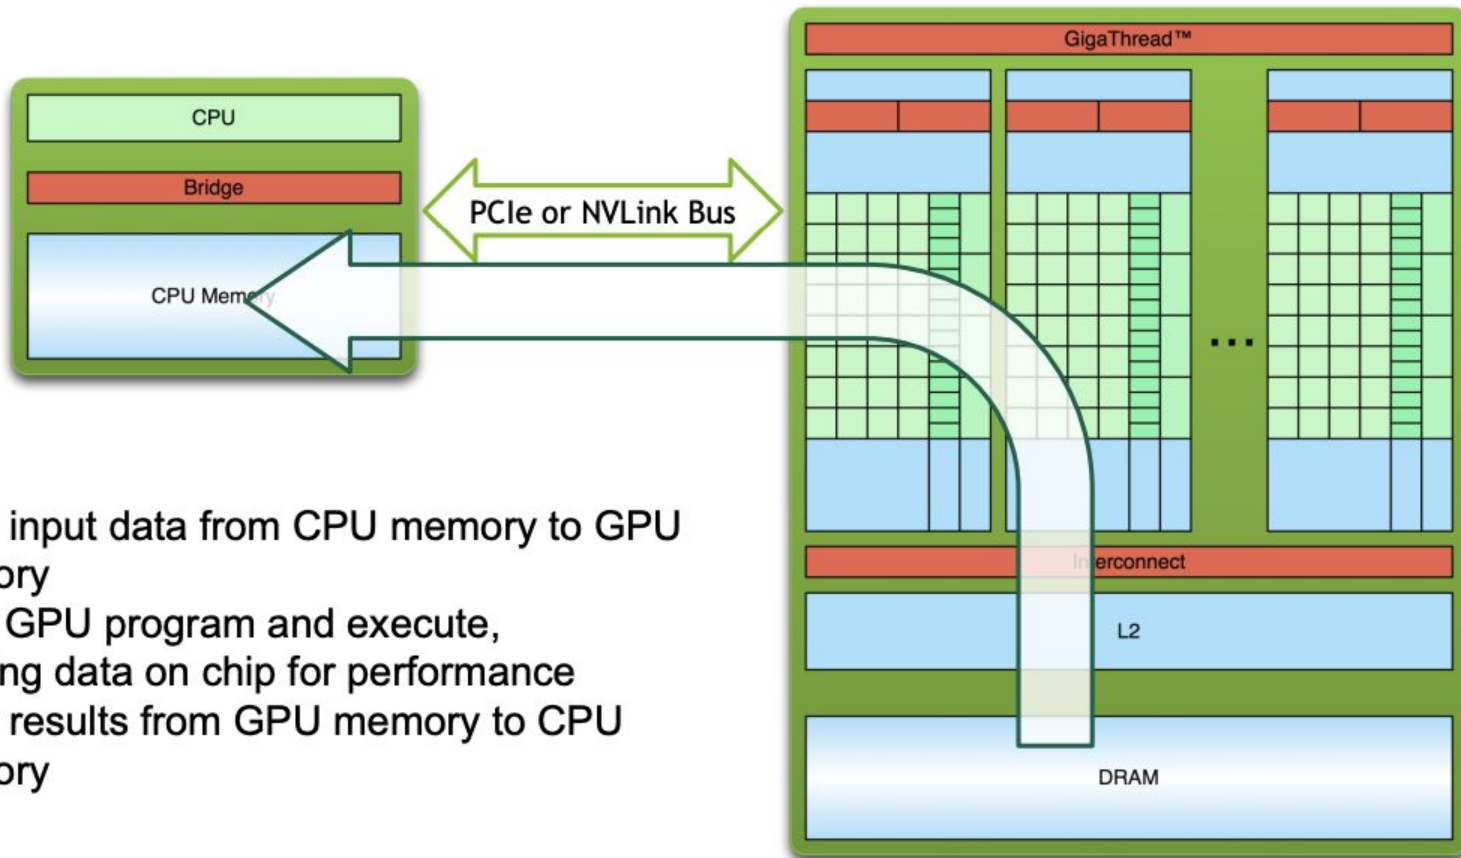 GigaThread™
CPU
Bridge
PCIe or NVLink Bus
CPU Memory
input data from CPU memory to GPU
ory
GPU program and execute,
ng data on chip for performance
results from GPU memory to CPU
ory
...
Interconnect
L2
DRAM